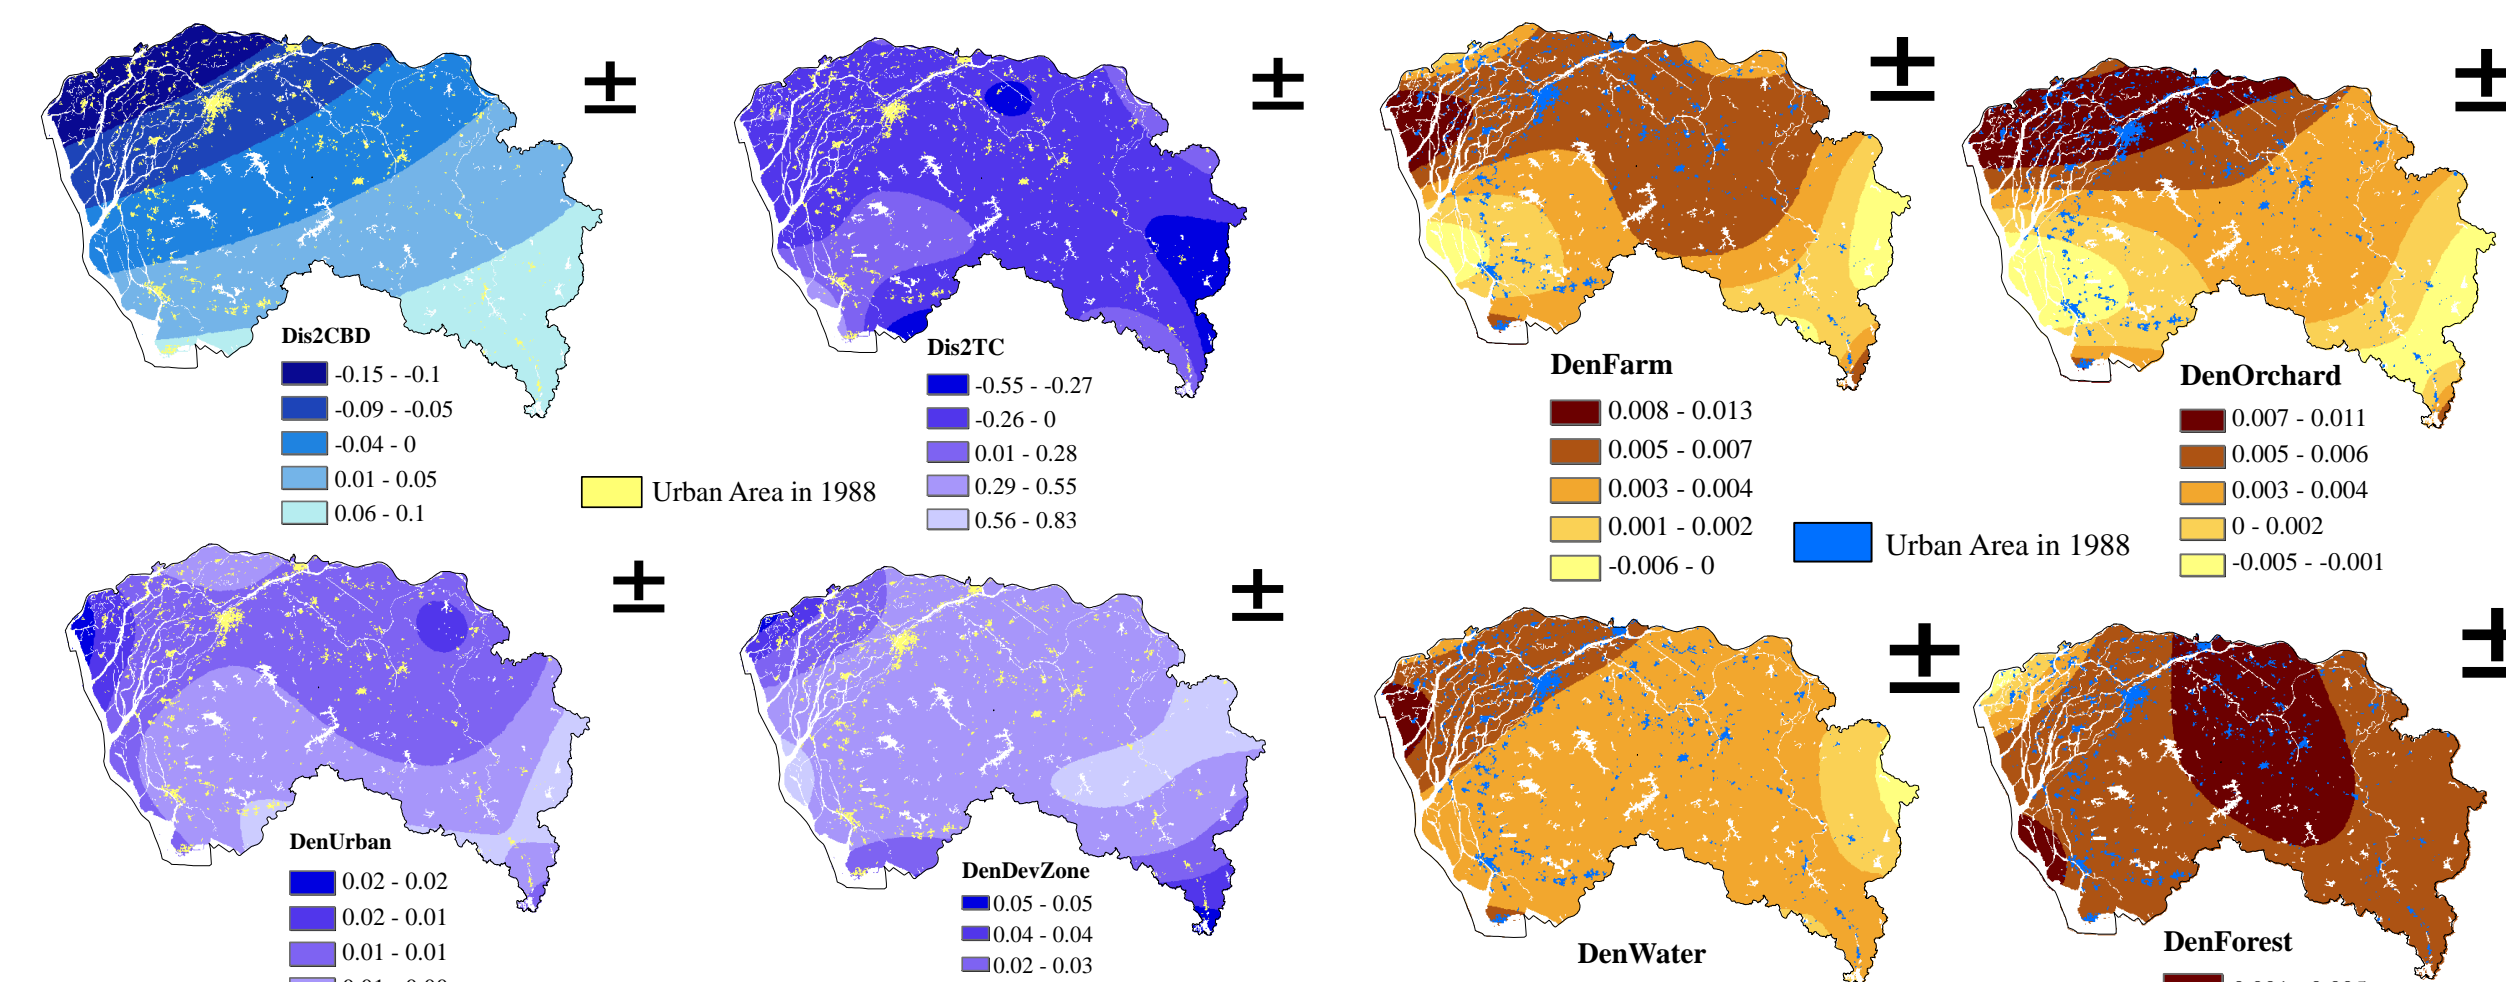 Dis2CBD
-0.15 - -0.1
-0.09 - -0.05
-0.04 - 0
0.01 - 0.05
0.06 - 0.1
Urban Area in 1988
Dis2TC
-0.55 - -0.27
-0.26 - 0
0.01 - 0.28
0.29 - 0.55
0.56 - 0.83
DenFarm
0.008 - 0.013
0.005 - 0.007
0.003 - 0.004
0.001 - 0.002
-0.006 - 0
Urban Area in 1988
DenOrchard
0.007 - 0.011
0.005 - 0.006
0.003 - 0.004
0 - 0.002
-0.005 - -0.001
DenUrban
0.02 - 0.02
0.02 - 0.01
0.01 - 0.01
DenDevZone
0.05 - 0.05
0.04 - 0.04
0.02 - 0.03
DenWater
DenForest